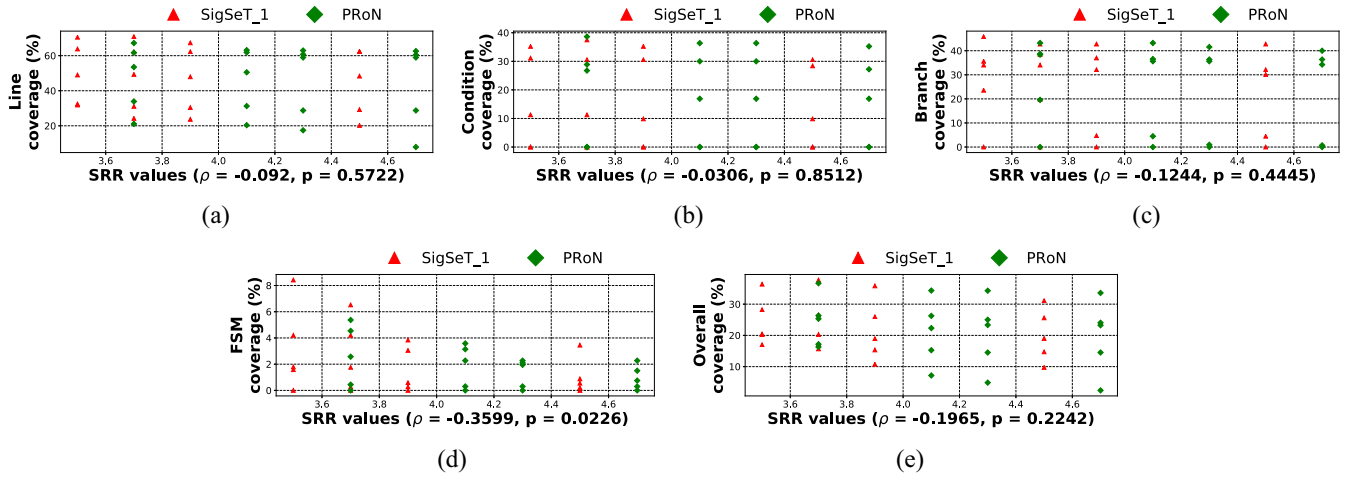 SigSeT_1 PRoN
Line
coverage (%)
60
40
20
3.6 3.8 4.0 4.2 4.4 4.6
SRR values (ρ = -0.092, p = 0.5722)
(a)
SigSeT_1 PRoN
Condition
coverage (%)
40
30
20
10
0
3.6 3.8 4.0 4.2 4.4 4.6
SRR values (ρ = -0.0306, p = 0.8512)
(b)
SigSeT_1 PRoN
Branch
coverage (%)
40
30
20
10
0
3.6 3.8 4.0 4.2 4.4 4.6
SRR values (ρ = -0.1244, p = 0.4445)
(c)
SigSeT_1 PRoN
FSM
coverage (%)
8
6
4
2
0
3.6 3.8 4.0 4.2 4.4 4.6
SRR values (ρ = -0.3599, p = 0.0226)
(d)
SigSeT_1 PRoN
Overall
coverage (%)
30
20
10
3.6 3.8 4.0 4.2 4.4 4.6
SRR values (ρ = -0.1965, p = 0.2242)
(e)